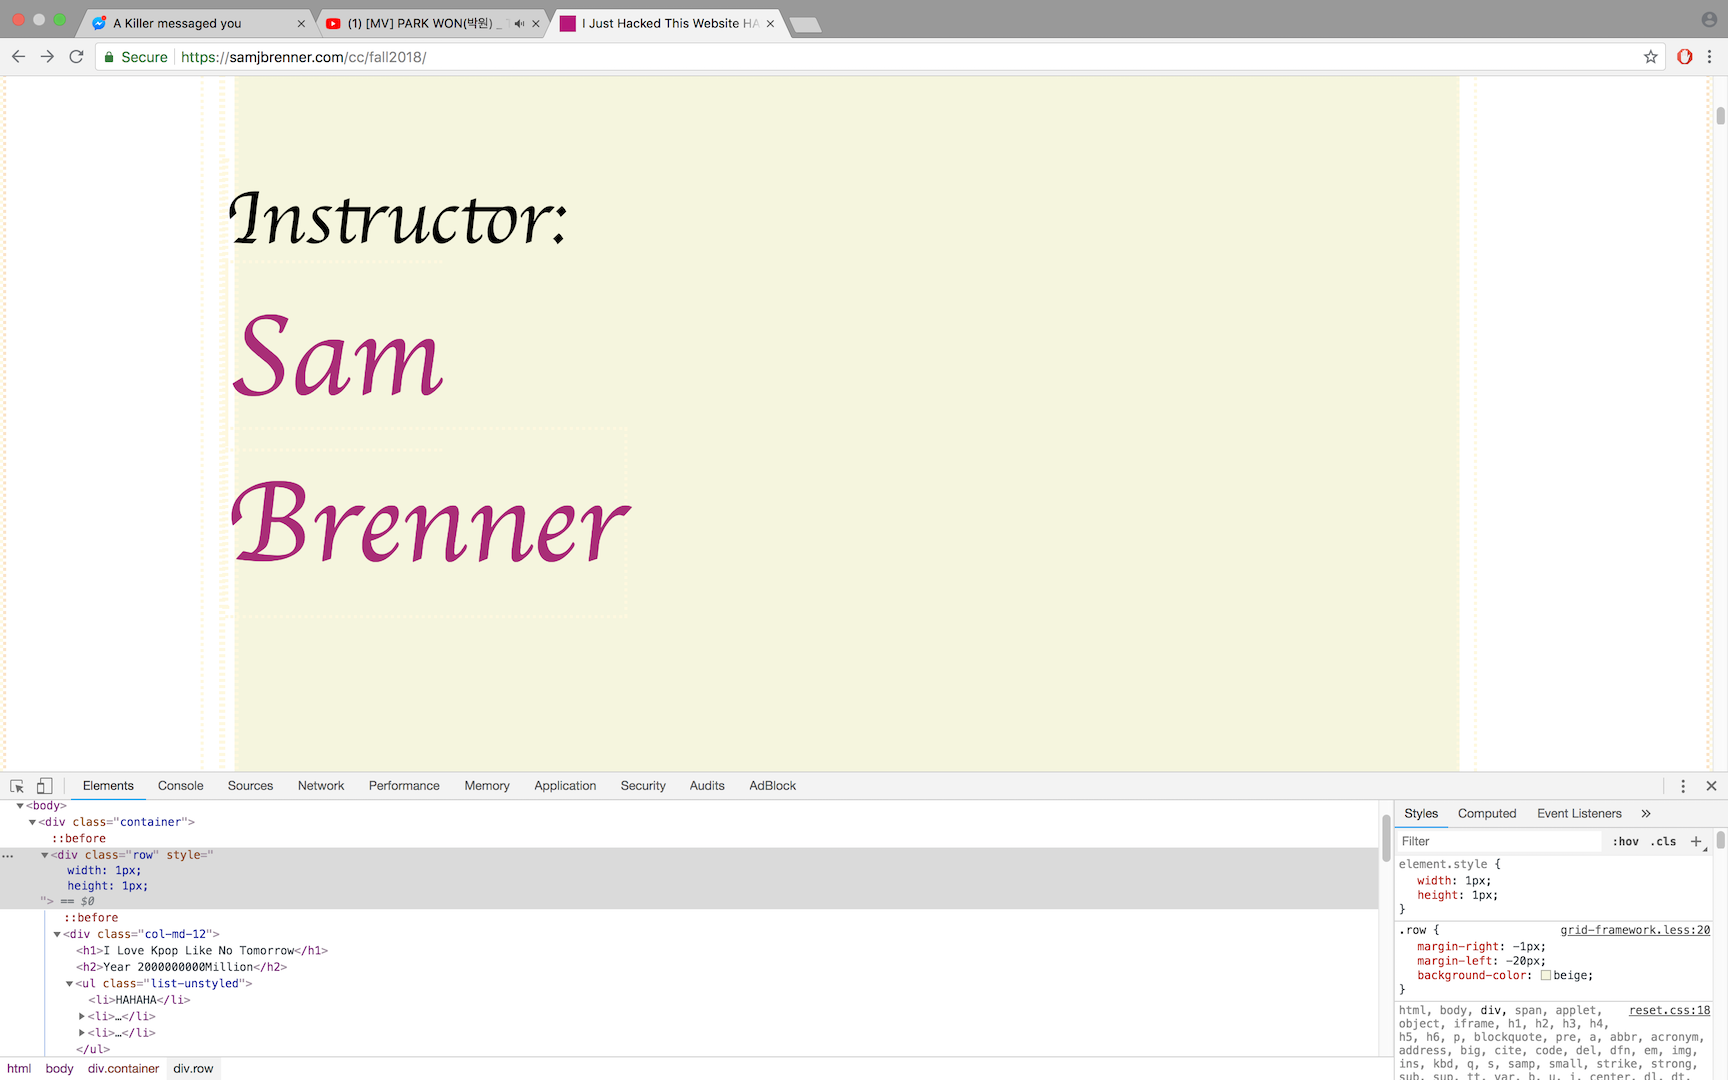 A Killer messaged you
(1) [MV] PARK WON(박원) _
I Just Hacked This Website HA
Secure
https://samjbrenner.com/cc/fall2018/
Instructor:
Sam
Brenner
Elements Console Sources Network Performance Memory Application Security Audits AdBlock
<body>
<div class="container">
::before
<div class="row" style="
width: 1px;
height: 1px;
"> == $0
::before
<div class="col-md-12">
<h1>I Love Kpop Like No Tomorrow</h1>
<h2>Year 2000000000Million</h2>
<ul class="list-unstyled">
<li>HAHAHA</li>
<li>…</li>
<li>…</li>
</ul>
html body div.container div.row
Styles Computed Event Listeners »
Filter :hov .cls +
element.style {
width: 1px;
height: 1px;
}
.row { grid-framework.less:20
margin-right: -1px;
margin-left: -20px;
background-color: beige;
}
html, body, div, span, applet, reset.css:18
object, iframe, h1, h2, h3, h4,
h5, h6, p, blockquote, pre, a, abbr, acronym,
address, big, cite, code, del, dfn, em, img,
ins, kbd, q, s, samp, small, strike, strong,
sub, sup, tt, var, b, u, i, center, dl, dt,